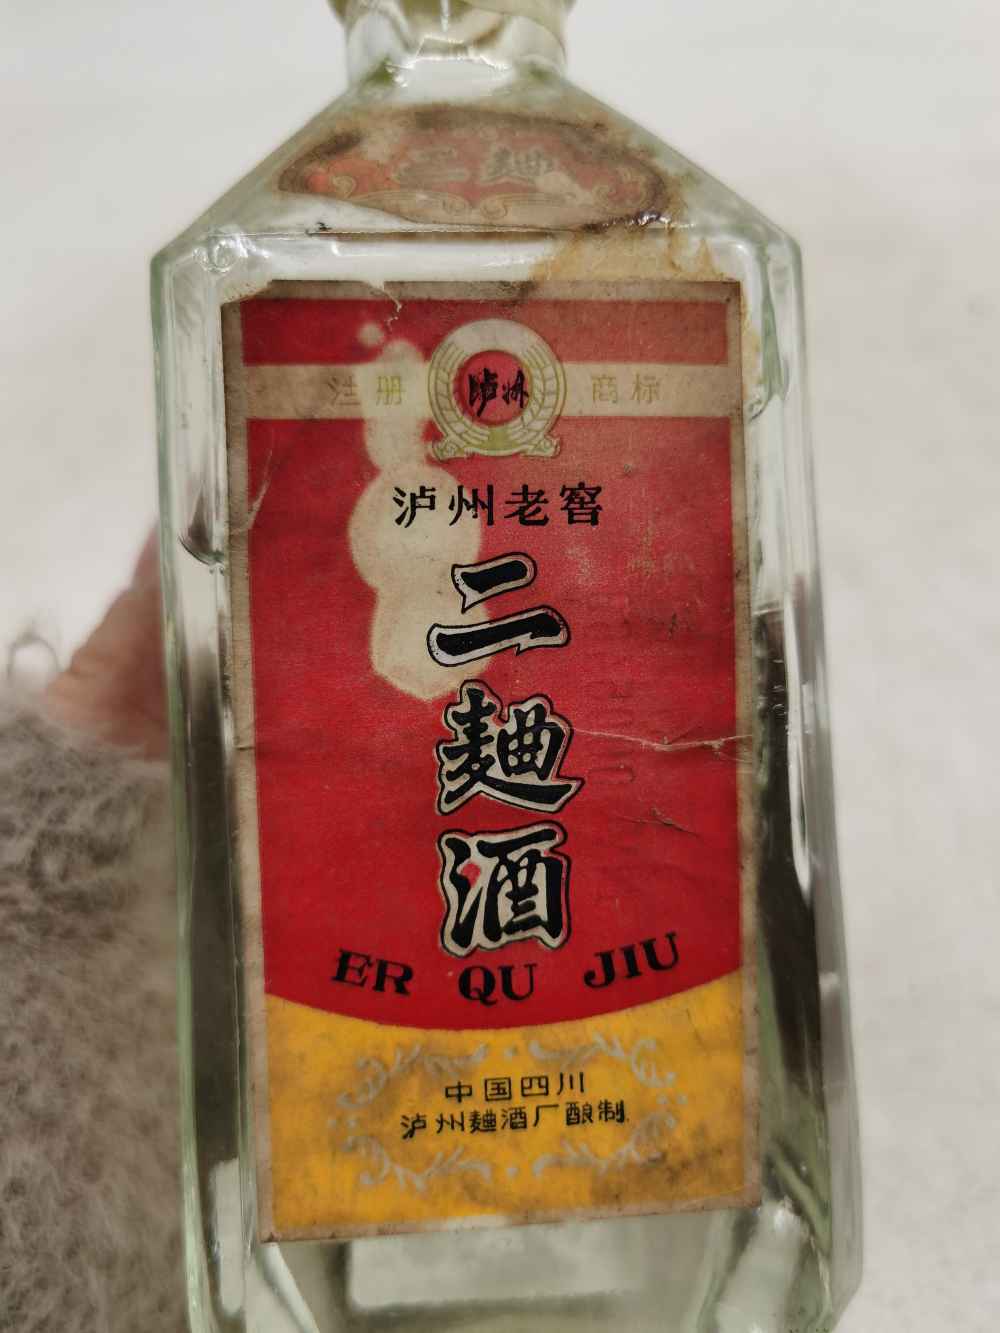 二麯
注册 泸州 商标
泸州老窖
二麯酒
ER QU JIU
中国四川
泸州麯酒厂酿制